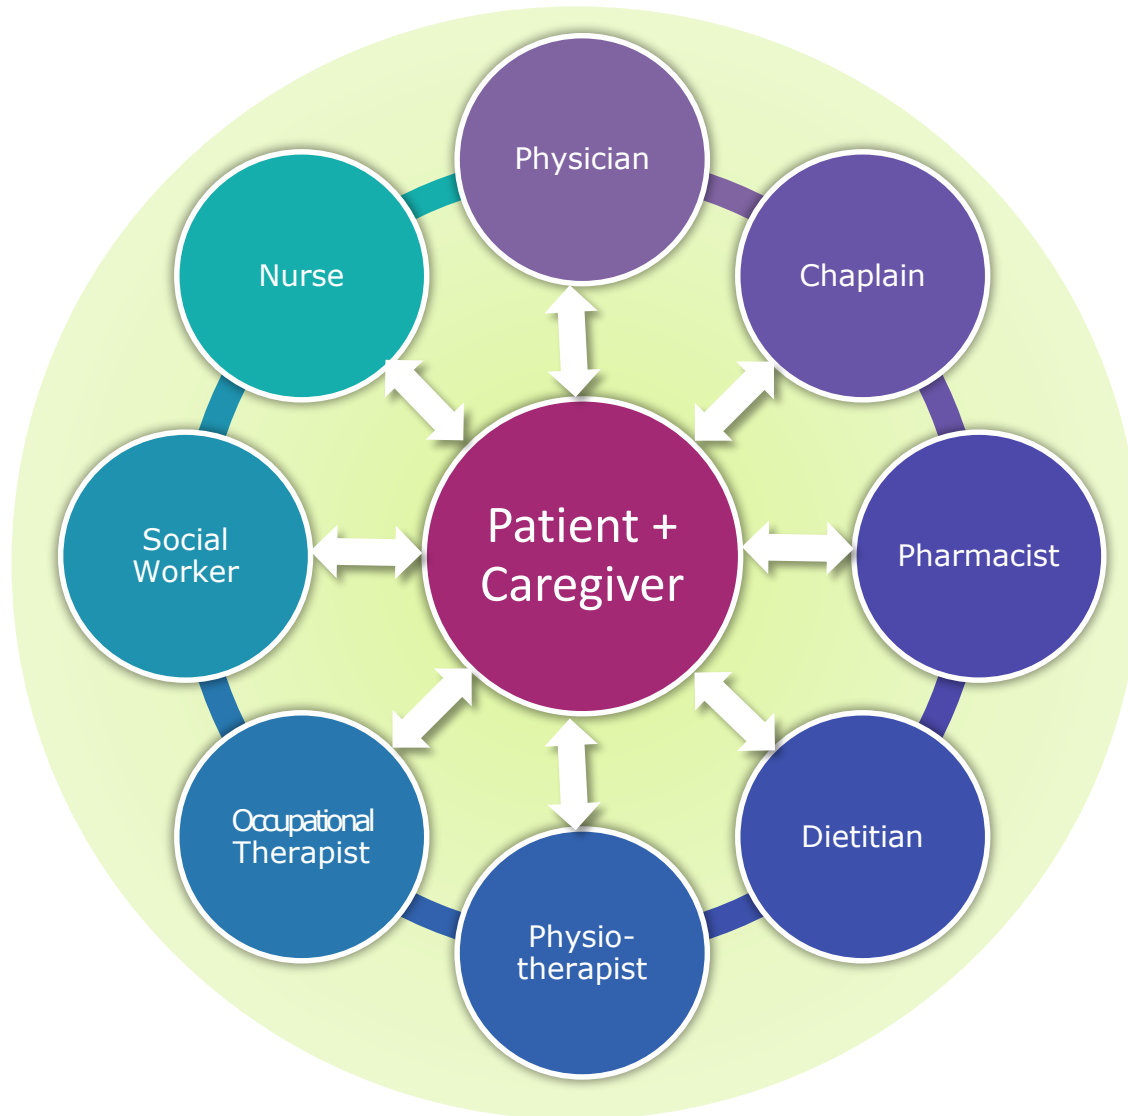 Physician
Chaplain
Pharmacist
Dietitian
Physio-
therapist
Occupational
Therapist
Social
Worker
Nurse
Patient +
Caregiver